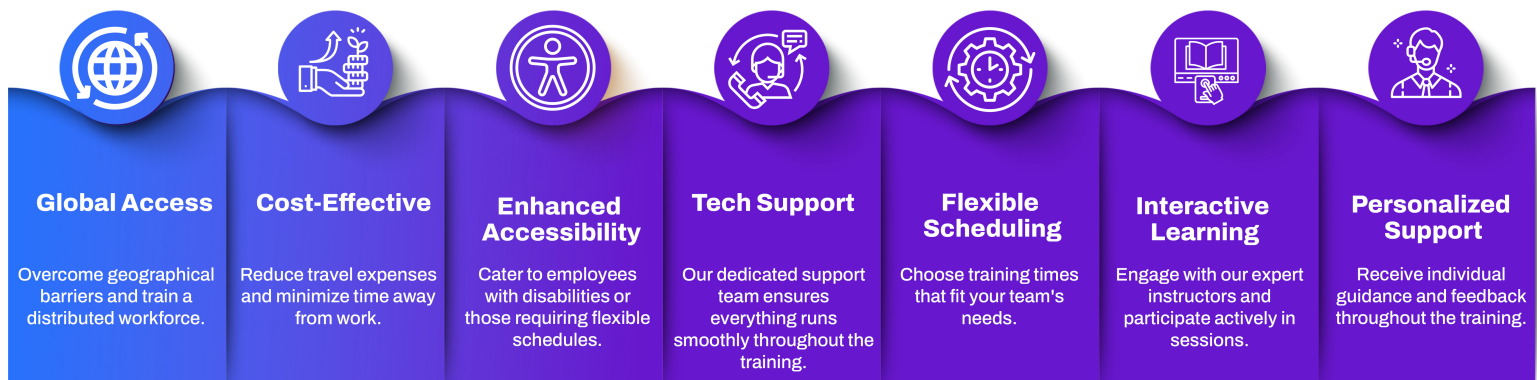 Global Access
Overcome geographical
barriers and train a
distributed workforce.
Cost-Effective
Reduce travel expenses
and minimize time away
from work.
Enhanced
Accessibility
Cater to employees
with disabilities or
those requiring flexible
schedules.
Tech Support
Our dedicated support
team ensures
everything runs
smoothly throughout the
training.
Flexible
Scheduling
Choose training times
that fit your team's
needs.
Interactive
Learning
Engage with our expert
instructors and
participate actively in
sessions.
Personalized
Support
Receive individual
guidance and feedback
throughout the training.